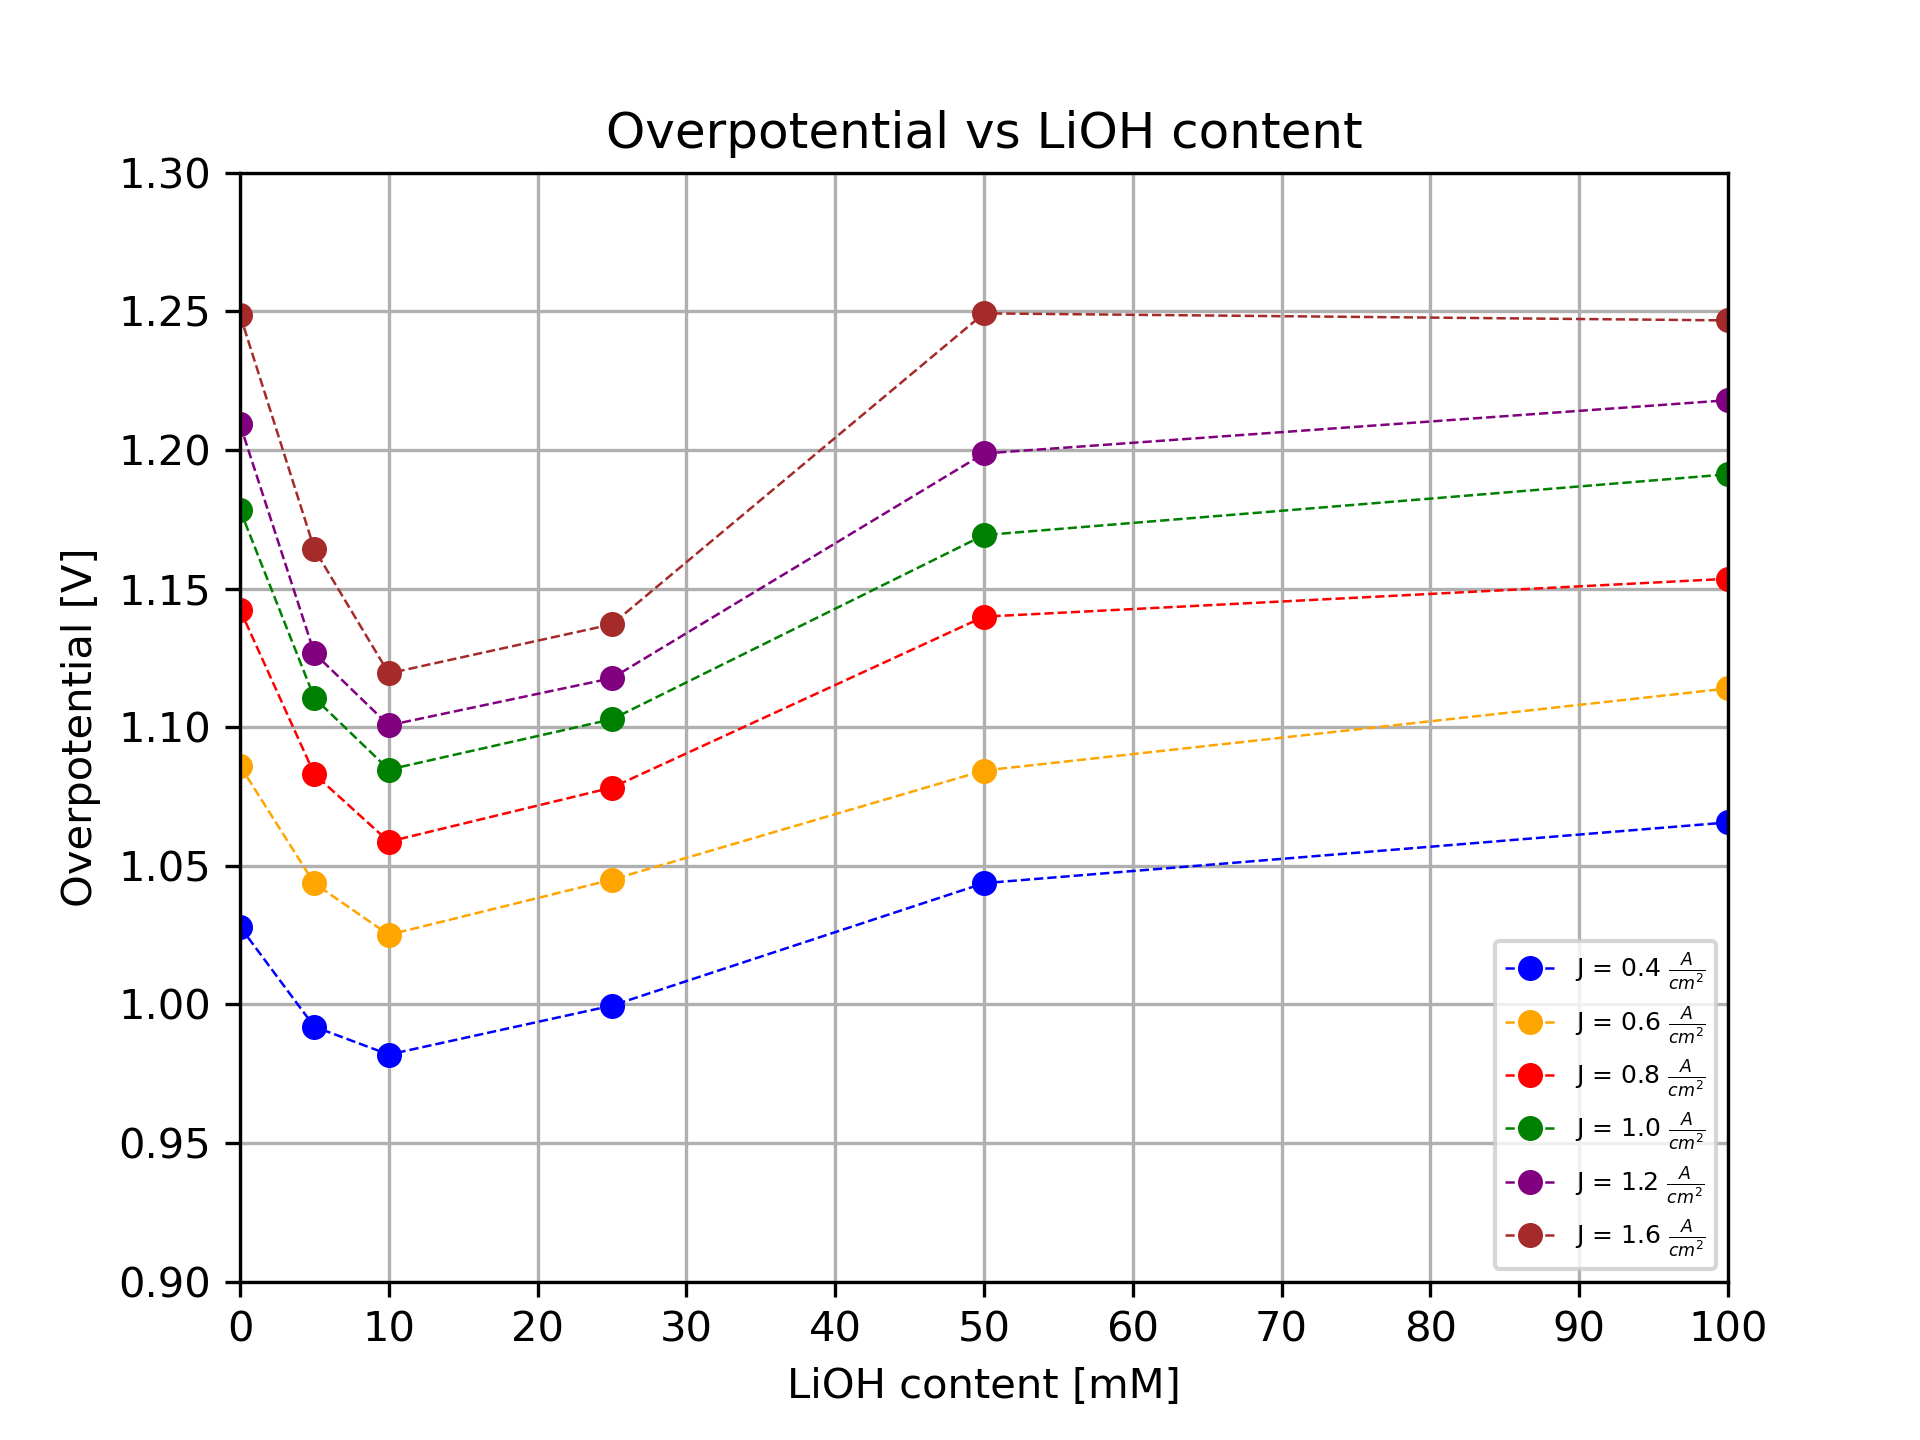 Overpotential vs LiOH content
1.30
1.25
1.20
1.15
1.10
1.05
1.00
0.95
0.90
Overpotential [V]
0 10 20 30 40 50 60 70 80 90 100
LiOH content [mM]
J = 0.4 A/cm²
J = 0.6 A/cm²
J = 0.8 A/cm²
J = 1.0 A/cm²
J = 1.2 A/cm²
J = 1.6 A/cm²